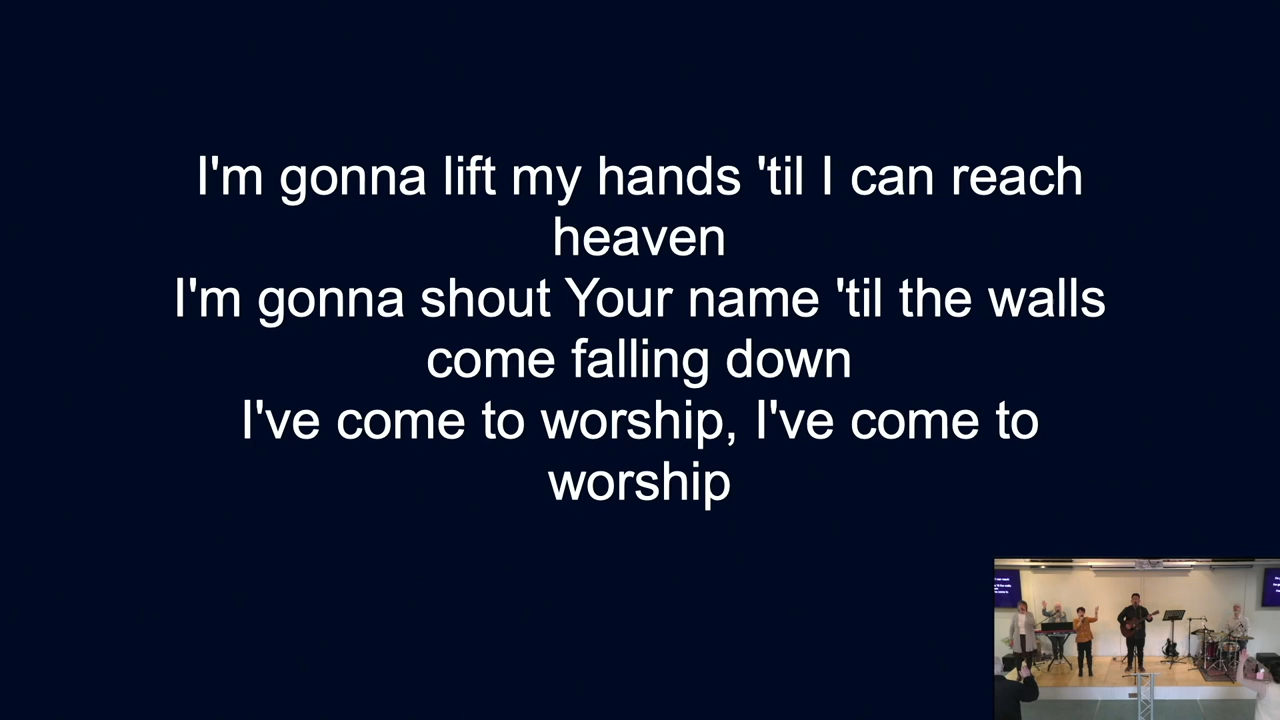 I'm gonna lift my hands 'til I can reach
heaven
I'm gonna shout Your name 'til the walls
come falling down
I've come to worship, I've come to
worship